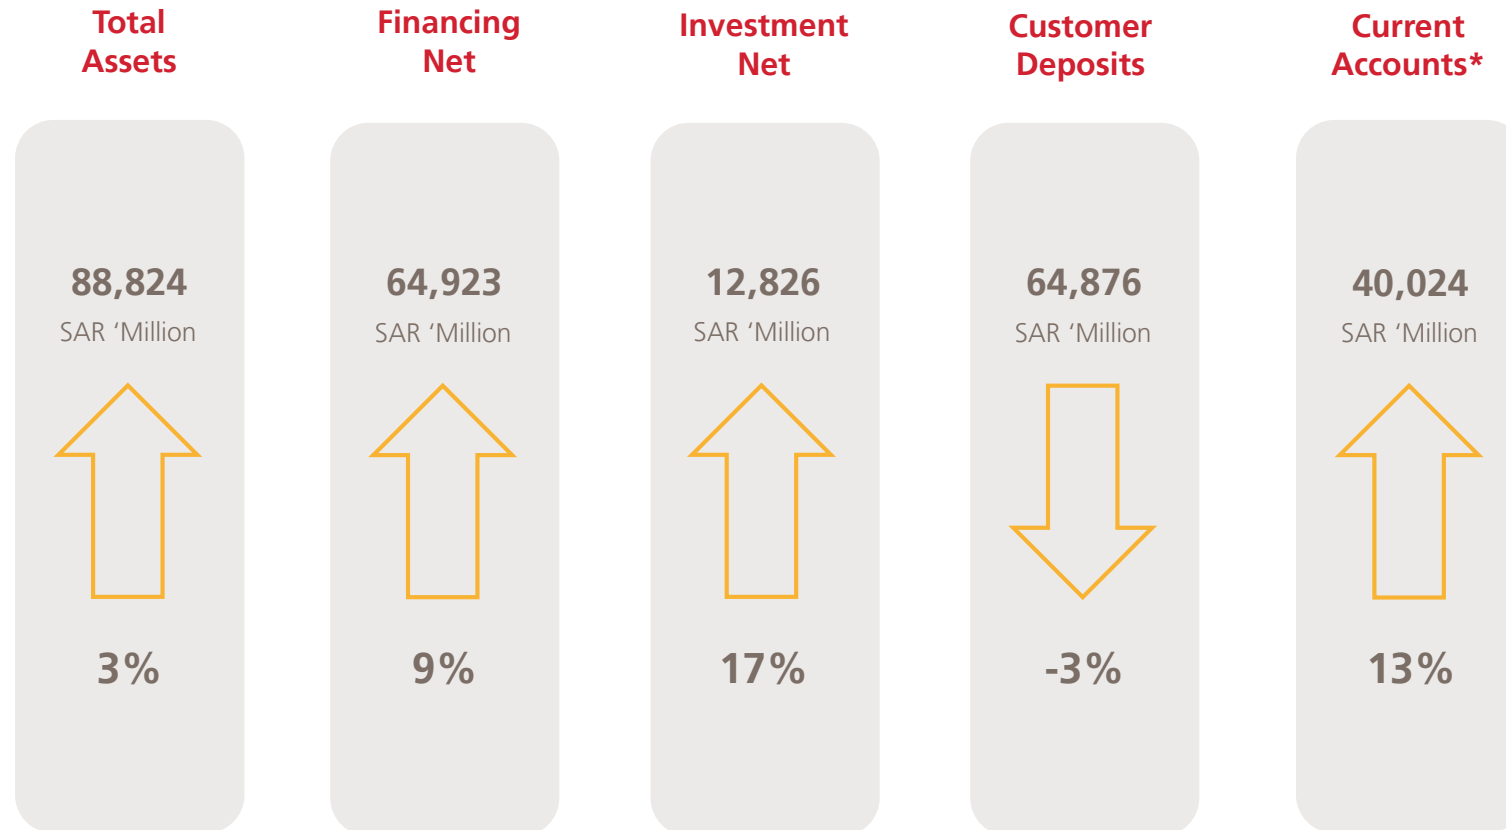 Total
Assets
88,824
SAR ‘Million
3%
Financing
Net
64,923
SAR ‘Million
9%
Investment
Net
12,826
SAR ‘Million
17%
Customer
Deposits
64,876
SAR ‘Million
-3%
Current
Accounts*
40,024
SAR ‘Million
13%